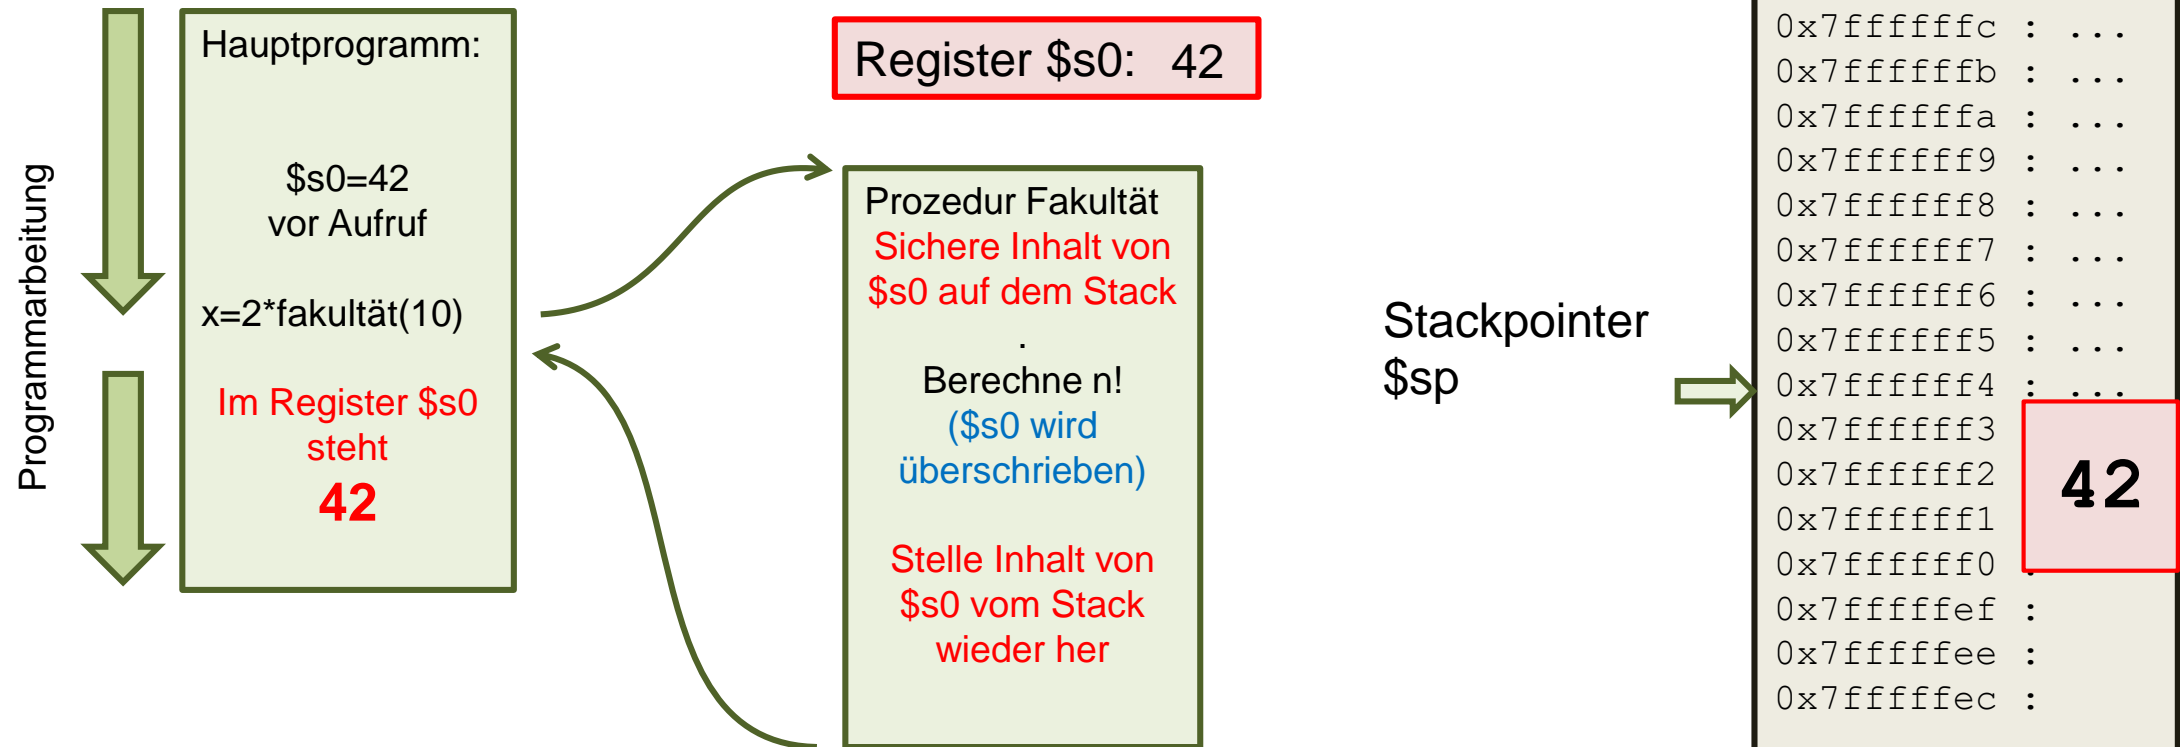 Programmarbeitung
Hauptprogramm:
$s0=42
vor Aufruf
x=2*fakultät(10)
Im Register $s0
steht
42
Register $s0: 42
Prozedur Fakultät
Sichere Inhalt von
$s0 auf dem Stack
.
Berechne n!
($s0 wird
überschrieben)
Stelle Inhalt von
$s0 vom Stack
wieder her
Stackpointer
$sp
0x7ffffffc : ...
0x7ffffffb : ...
0x7ffffffa : ...
0x7ffffff9 : ...
0x7ffffff8 : ...
0x7ffffff7 : ...
0x7ffffff6 : ...
0x7ffffff5 : ...
0x7ffffff4 : ...
0x7ffffff3
0x7ffffff2
0x7ffffff1
0x7ffffff0 :
0x7fffffef :
0x7fffffee :
0x7fffffec :
42